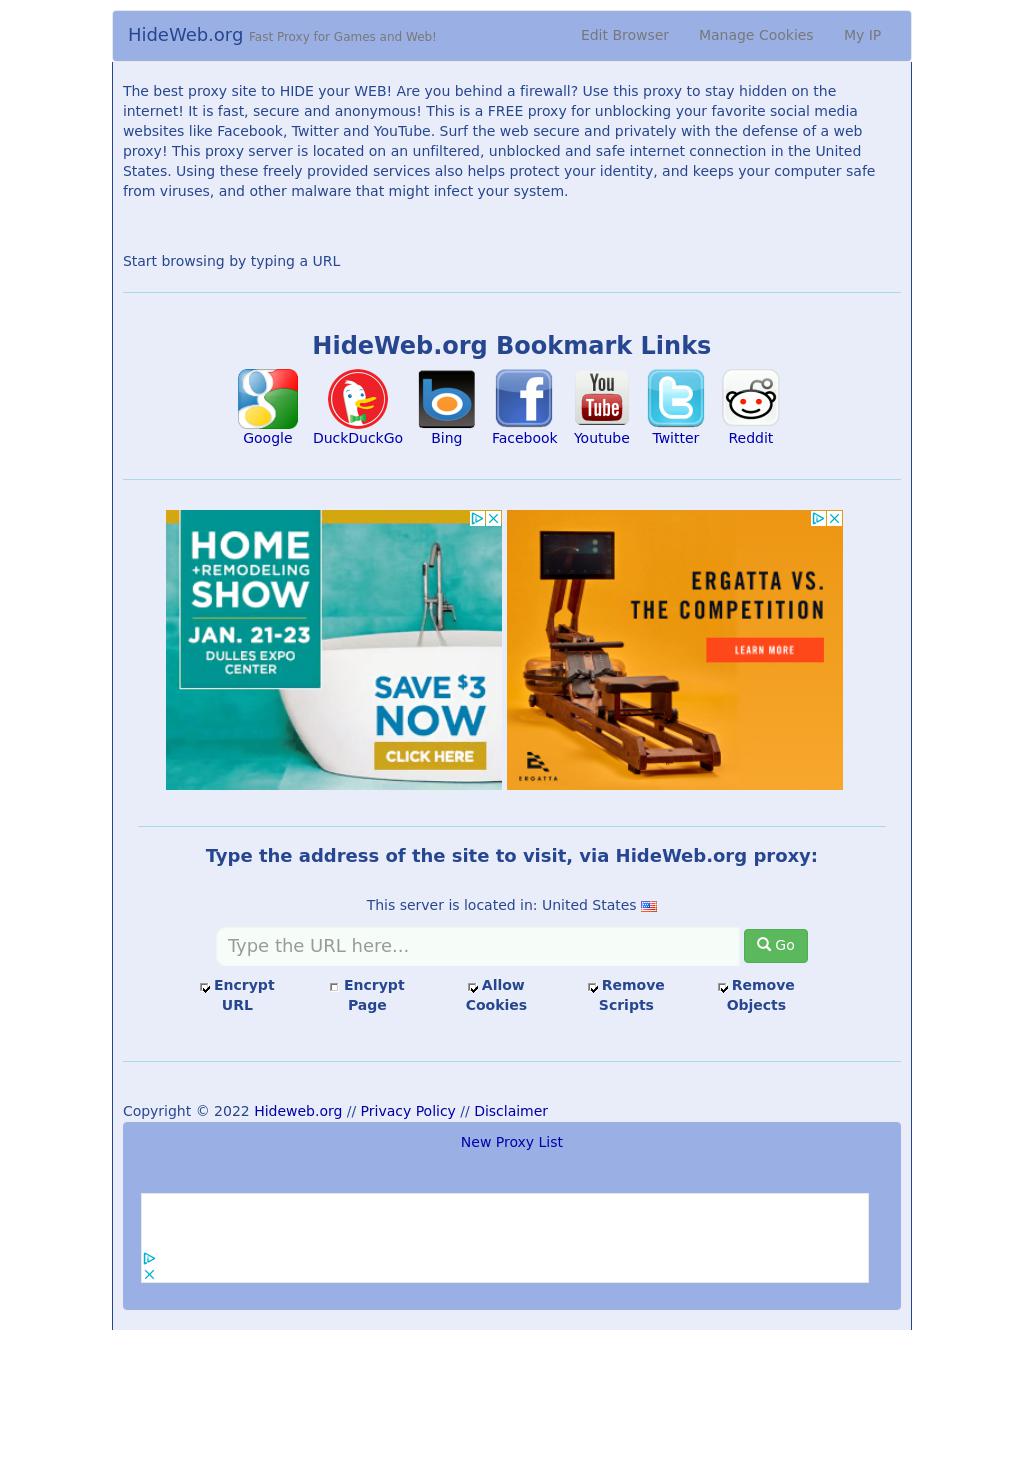 HideWeb.org Fast Proxy for Games and Web!
Edit Browser
Manage Cookies
My IP
The best proxy site to HIDE your WEB! Are you behind a firewall? Use this proxy to stay hidden on the
internet! It is fast, secure and anonymous! This is a FREE proxy for unblocking your favorite social media
websites like Facebook, Twitter and YouTube. Surf the web secure and privately with the defense of a web
proxy! This proxy server is located on an unfiltered, unblocked and safe internet connection in the United
States. Using these freely provided services also helps protect your identity, and keeps your computer safe
from viruses, and other malware that might infect your system.
Start browsing by typing a URL
HideWeb.org Bookmark Links
You
Tube
Google
DuckDuckGo
Bing
Facebook
Youtube
Twitter
Reddit
HOME
+REMODELING
SHOW
JAN. 21-23
DULLES EXPO
CENTER
SAVE $3
NOW
CLICK HERE
ERGATTA VS.
THE COMPETITION
LEARN MORE
ERGATTA
Type the address of the site to visit, via HideWeb.org proxy:
This server is located in: United States
Type the URL here...
Go
Encrypt
URL
Encrypt
Page
Allow
Cookies
Remove
Scripts
Remove
Objects
Copyright © 2022 Hideweb.org // Privacy Policy // Disclaimer
New Proxy List